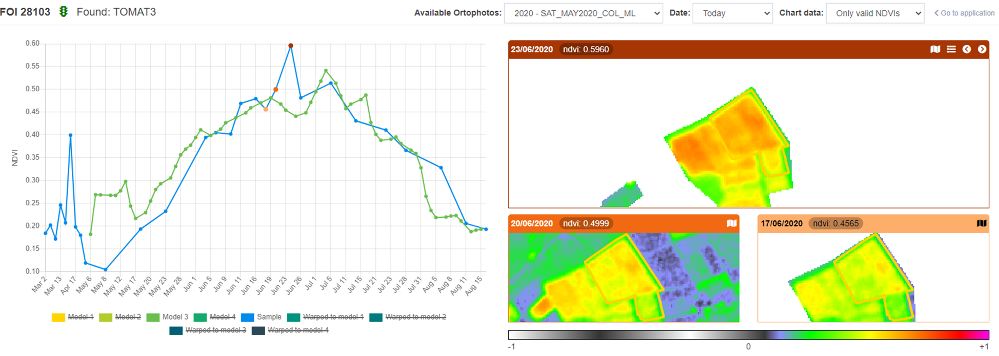 FOI 28103 Found: TOMAT3 Available Ortophotos: 2020 - SAT_MAY2020_COL_ML Date: Today Chart data: Only valid NDVIs Go to application
0.60
0.55
0.50
0.45
0.40
0.35
0.30
0.25
0.20
0.15
0.10
NDVI
Mar 2 Mar 13 Apr 17 May 6 May 8 May 12 May 17 May 20 May 23 May 28 Jun 1 Jun 5 Jun 9 Jun 11 Jun 16 Jun 19 Jun 23 Jun 26 Jul 1 Jul 5 Jul 11 Jul 15 Jul 21 Jul 23 Jul 28 Jul 31 Aug 5 Aug 8 Aug 11 Aug 15
Model 1 Model 2 Model 3 Model 4 Sample Warped to model 1 Warped to model 2
Warped to model 3 Warped to model 4
23/06/2020 ndvi: 0.5960
20/06/2020 ndvi: 0.4999
17/06/2020 ndvi: 0.4565
-1 0 +1